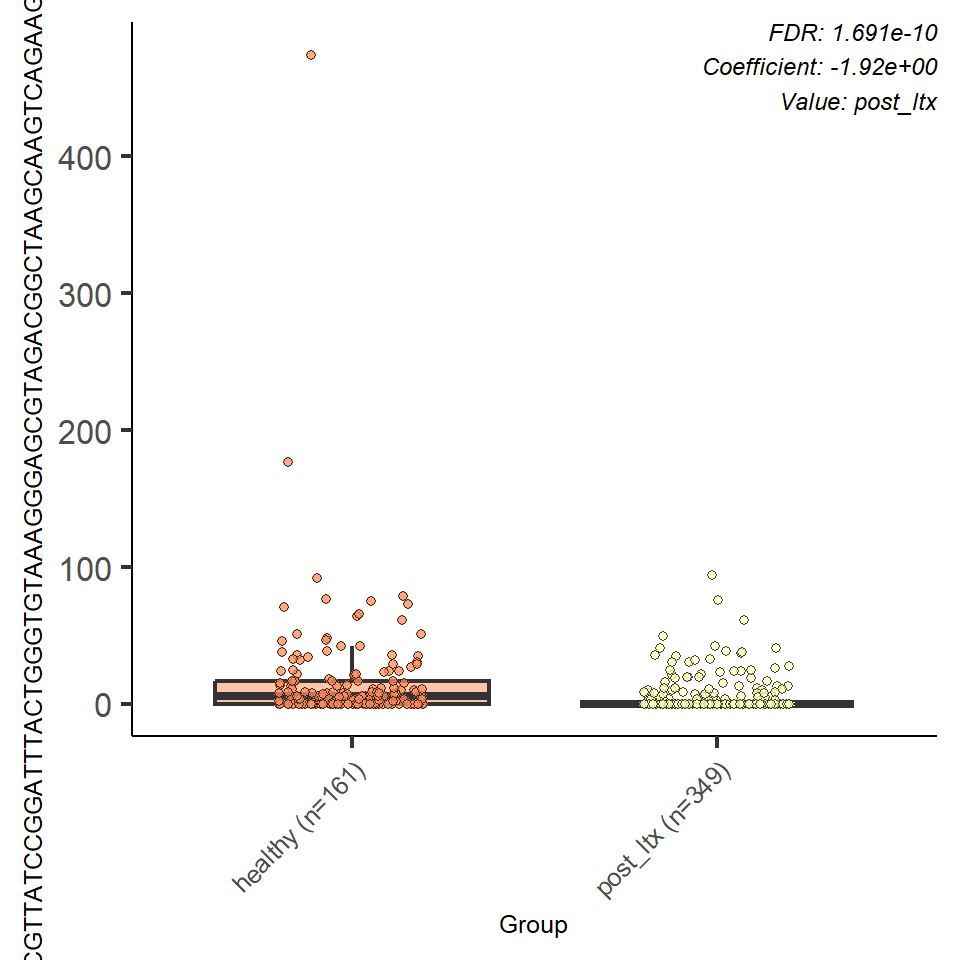 FDR: 1.691e-10
Coefficient: -1.92e+00
Value: post_ltx
CGTTATCCGGATTTACTGGGTGTAAAGGGAGCGTAGACGGCTAAGCAAGTCAGAAG
400
300
200
100
0
healthy (n=161)
post_ltx (n=349)
Group